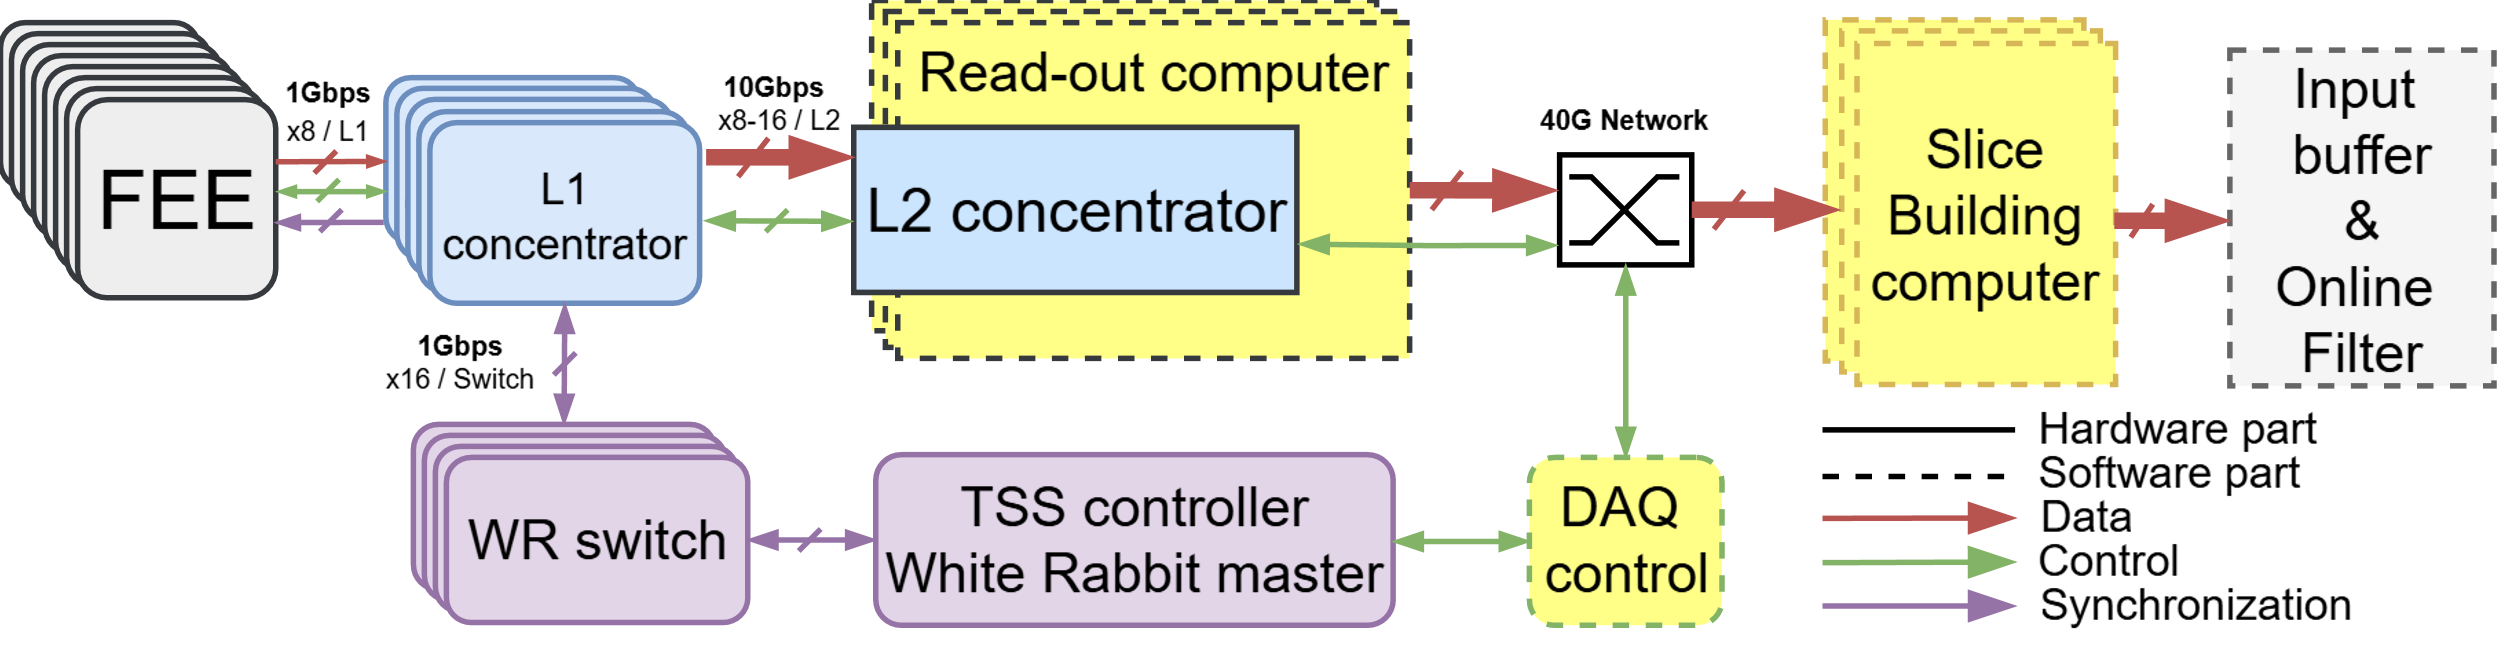 FEE
1Gbps
x8 / L1
L1
concentrator
10Gbps
x8-16 / L2
Read-out computer
L2 concentrator
40G Network
Slice
Building
computer
Input
buffer
&
Online
Filter
1Gbps
x16 / Switch
WR switch
TSS controller
White Rabbit master
DAQ
control
Hardware part
Software part
Data
Control
Synchronization